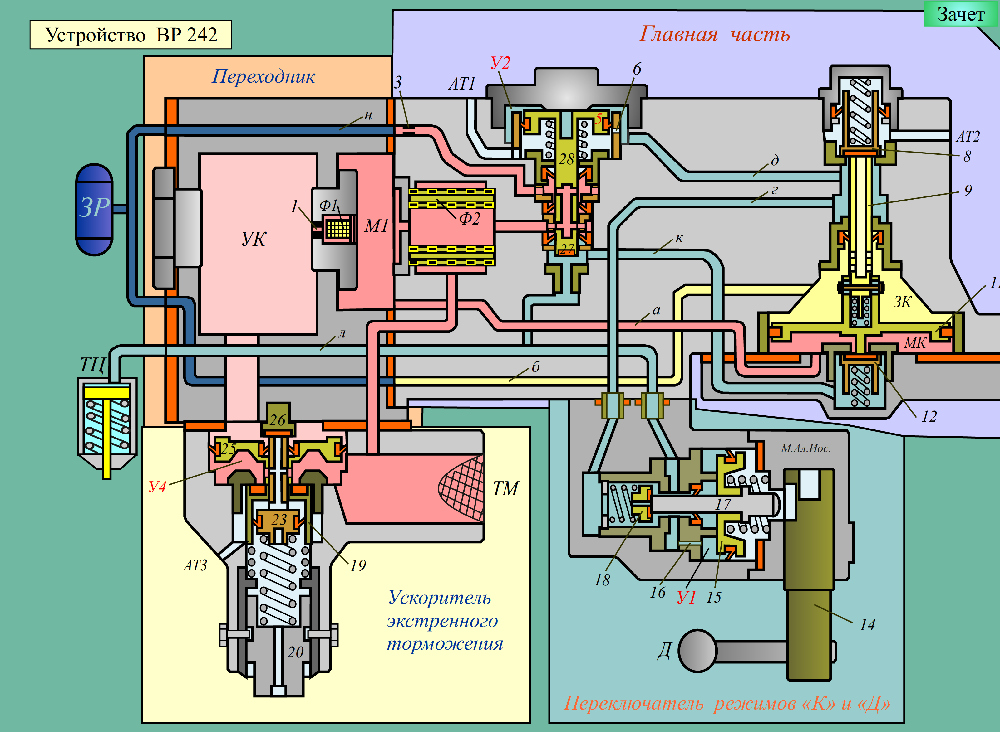 Зачет
Устройство ВР 242
Главная часть
Переходник
У2
6
АТ1
3
н
5
АТ2
28
8
д
г
9
ЗР
1
Ф1
М1
Ф2
УК
к
27
11
ЗК
а
л
МК
ТЦ
б
26
12
25
М.Ал.Иос.
У4
ТМ
17
23
АТ3
19
18
16
У1
15
Ускоритель
экстренного
торможения
14
20
Д
Переключатель режимов «К» и «Д»